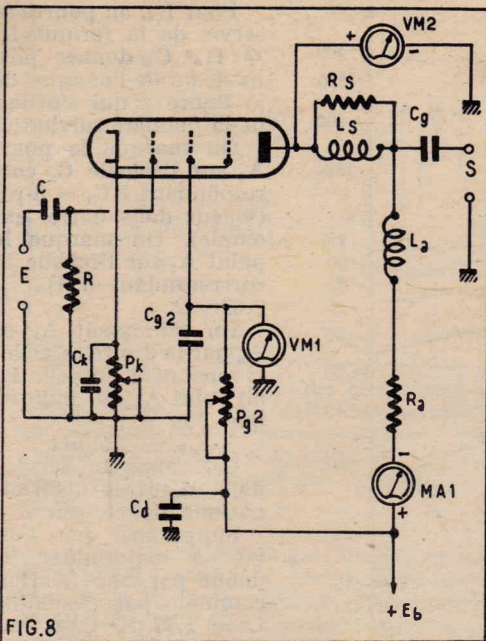 VM2
+
-
Rs
Ls
Cg
S
C
E
R
Cg2
VM1
La
Ck
Pk
Pg2
Ra
-
MA1
+
Cd
+Eb
FIG.8